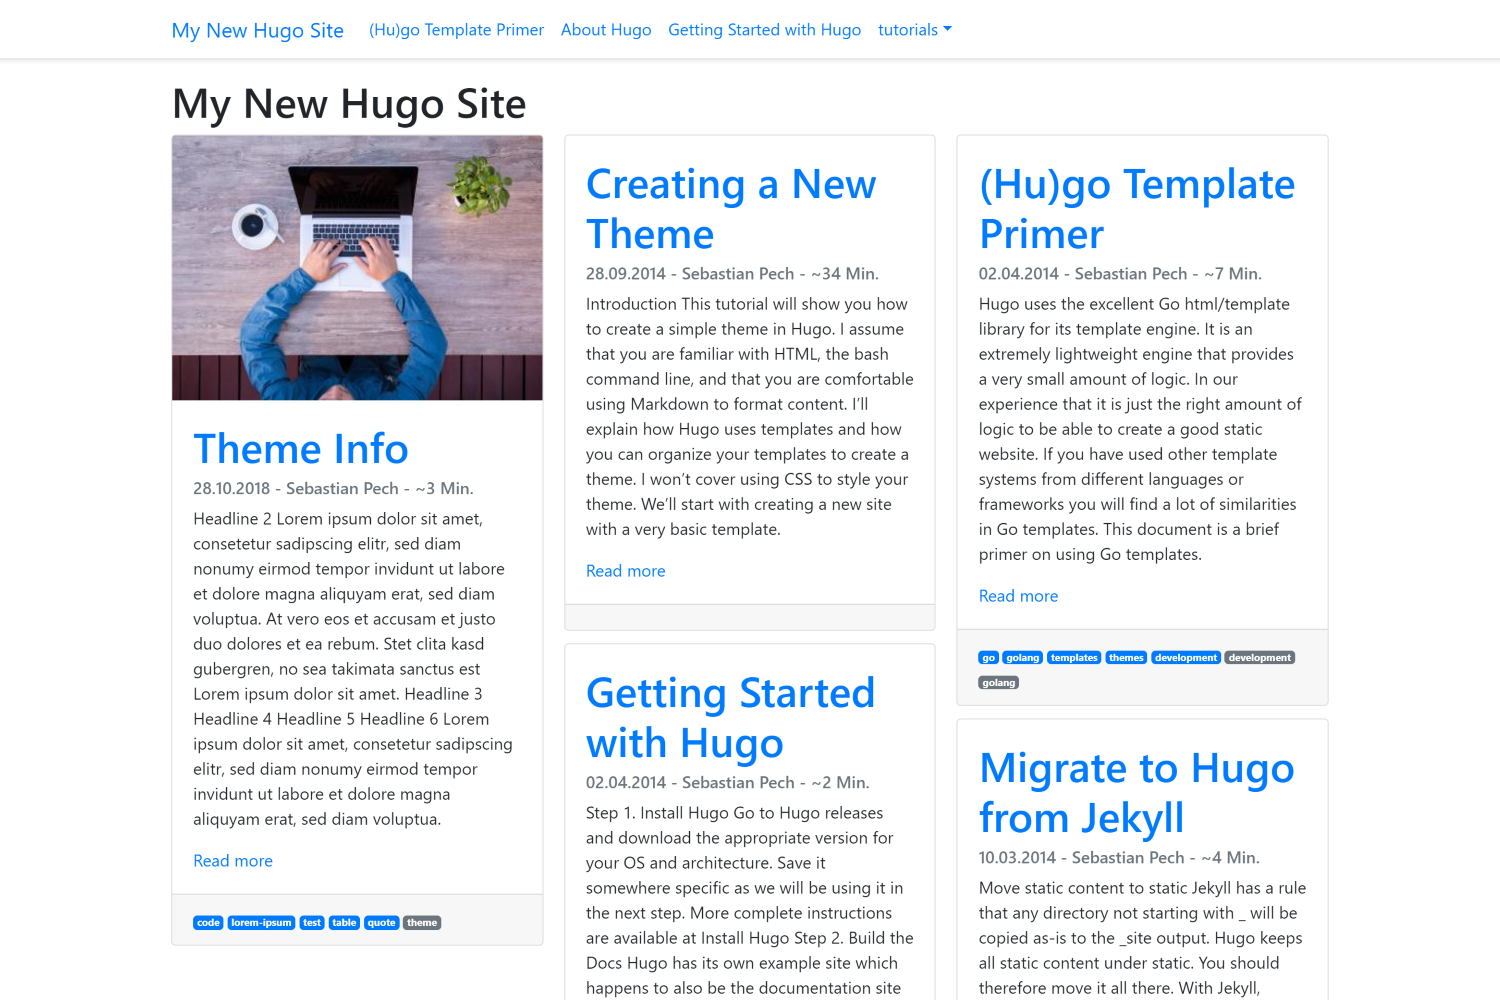 My New Hugo Site
(Hu)go Template Primer
About Hugo
Getting Started with Hugo
tutorials
My New Hugo Site
Theme Info
28.10.2018 - Sebastian Pech - ~3 Min.
Headline 2 Lorem ipsum dolor sit amet,
consetetur sadipscing elitr, sed diam
nonumy eirmod tempor invidunt ut labore
et dolore magna aliquyam erat, sed diam
voluptua. At vero eos et accusam et justo
duo dolores et ea rebum. Stet clita kasd
gubergren, no sea takimata sanctus est
Lorem ipsum dolor sit amet. Headline 3
Headline 4 Headline 5 Headline 6 Lorem
ipsum dolor sit amet, consetetur sadipscing
elitr, sed diam nonumy eirmod tempor
invidunt ut labore et dolore magna
aliquyam erat, sed diam voluptua.
Read more
code lorem-ipsum test table quote theme
Creating a New
Theme
28.09.2014 - Sebastian Pech - ~34 Min.
Introduction This tutorial will show you how
to create a simple theme in Hugo. I assume
that you are familiar with HTML, the bash
command line, and that you are comfortable
using Markdown to format content. I’ll
explain how Hugo uses templates and how
you can organize your templates to create a
theme. I won’t cover using CSS to style your
theme. We’ll start with creating a new site
with a very basic template.
Read more
Getting Started
with Hugo
02.04.2014 - Sebastian Pech - ~2 Min.
Step 1. Install Hugo Go to Hugo releases
and download the appropriate version for
your OS and architecture. Save it
somewhere specific as we will be using it in
the next step. More complete instructions
are available at Install Hugo Step 2. Build the
Docs Hugo has its own example site which
happens to also be the documentation site
(Hu)go Template
Primer
02.04.2014 - Sebastian Pech - ~7 Min.
Hugo uses the excellent Go html/template
library for its template engine. It is an
extremely lightweight engine that provides
a very small amount of logic. In our
experience that it is just the right amount of
logic to be able to create a good static
website. If you have used other template
systems from different languages or
frameworks you will find a lot of similarities
in Go templates. This document is a brief
primer on using Go templates.
Read more
go golang templates themes development development
golang
Migrate to Hugo
from Jekyll
10.03.2014 - Sebastian Pech - ~4 Min.
Move static content to static Jekyll has a rule
that any directory not starting with _ will be
copied as-is to the _site output. Hugo keeps
all static content under static. You should
therefore move it all there. With Jekyll,